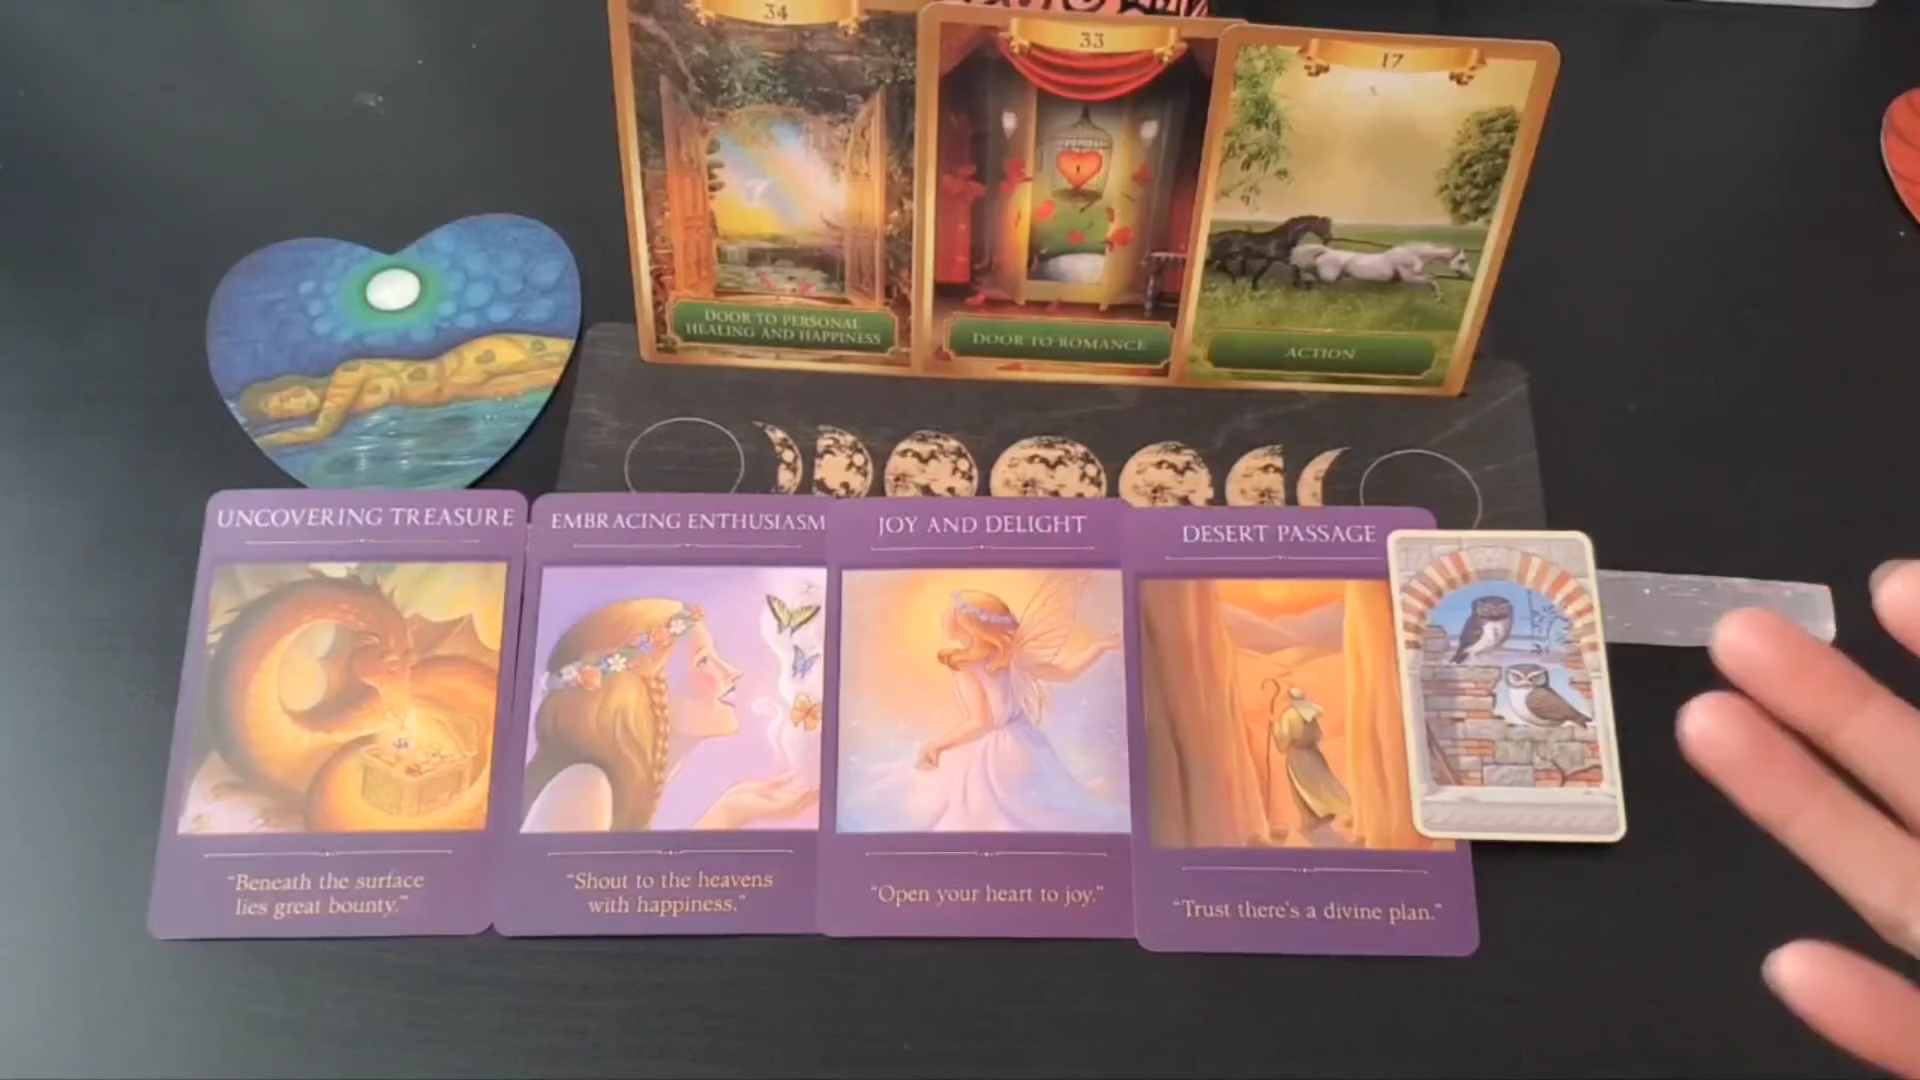 34
33
17
DOOR TO PERSONAL
HEALING AND HAPPINESS
DOOR TO ROMANCE
ACTION
UNCOVERING TREASURE
EMBRACING ENTHUSIASM
JOY AND DELIGHT
DESERT PASSAGE
"Beneath the surface
lies great bounty."
"Shout to the heavens
with happiness."
"Open your heart to joy."
"Trust there's a divine plan."